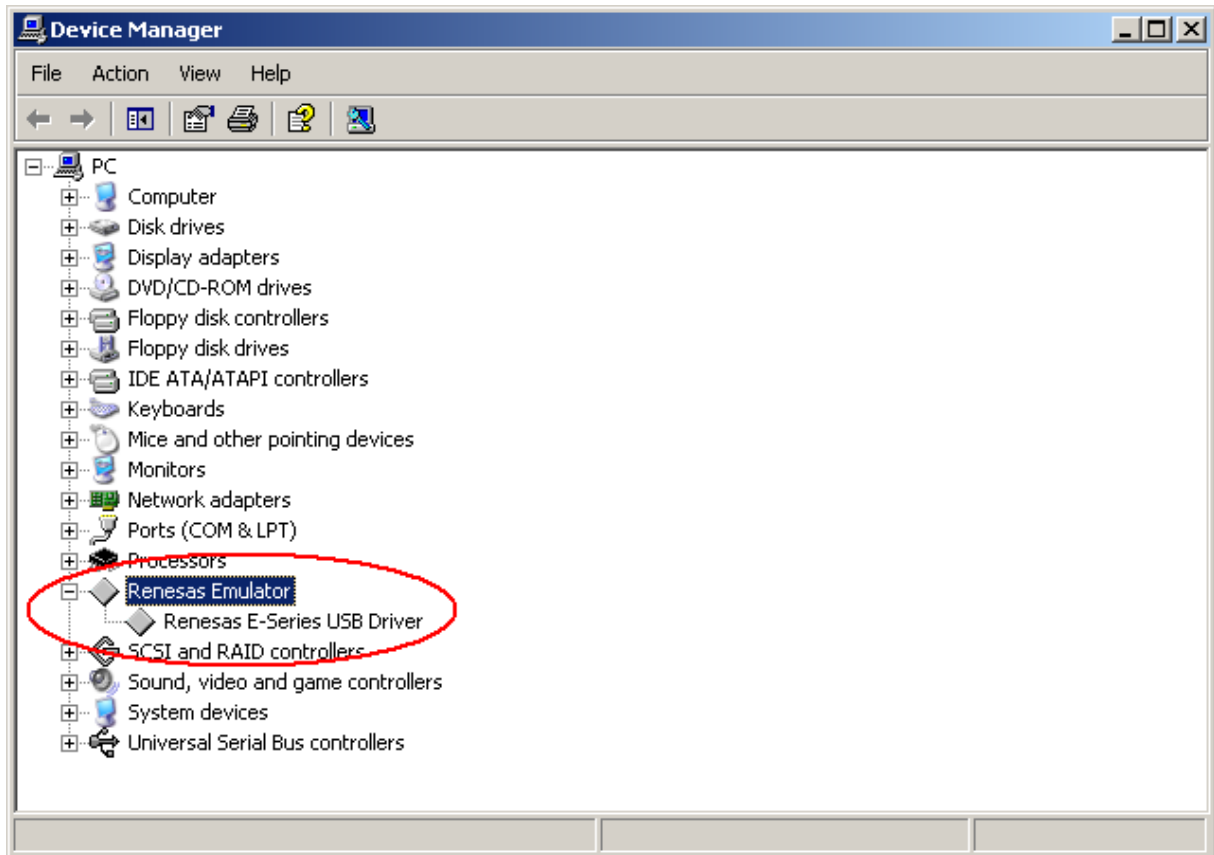 Device Manager
File Action View Help
PC
Computer
Disk drives
Display adapters
DVD/CD-ROM drives
Floppy disk controllers
Floppy disk drives
IDE ATA/ATAPI controllers
Keyboards
Mice and other pointing devices
Monitors
Network adapters
Ports (COM & LPT)
Processors
Renesas Emulator
Renesas E-Series USB Driver
SCSI and RAID controllers
Sound, video and game controllers
System devices
Universal Serial Bus controllers